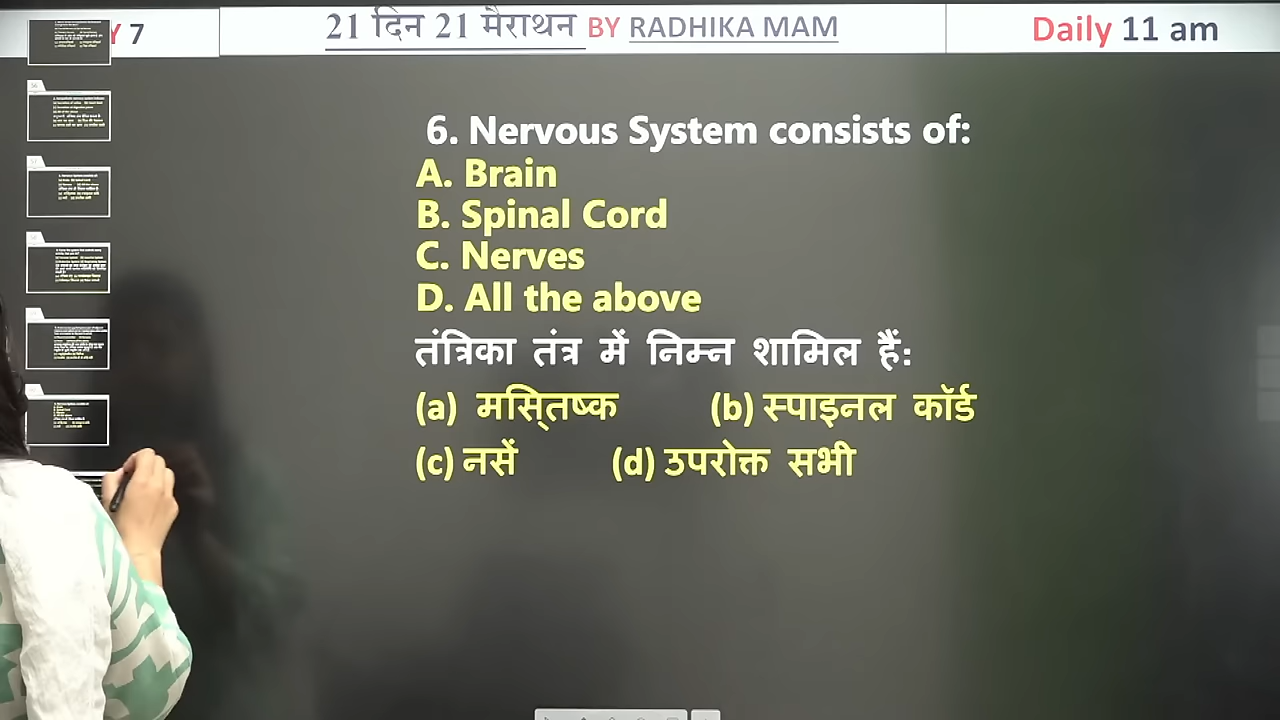 Y 7
21 दिन 21 मैराथन BY RADHIKA MAM
Daily 11 am
6. Nervous System consists of:
A. Brain
B. Spinal Cord
C. Nerves
D. All the above
तंत्रिका तंत्र में निम्न शामिल हैं:
(a) मस्तिष्क (b) स्पाइनल कॉर्ड
(c) नसें (d) उपरोक्त सभी